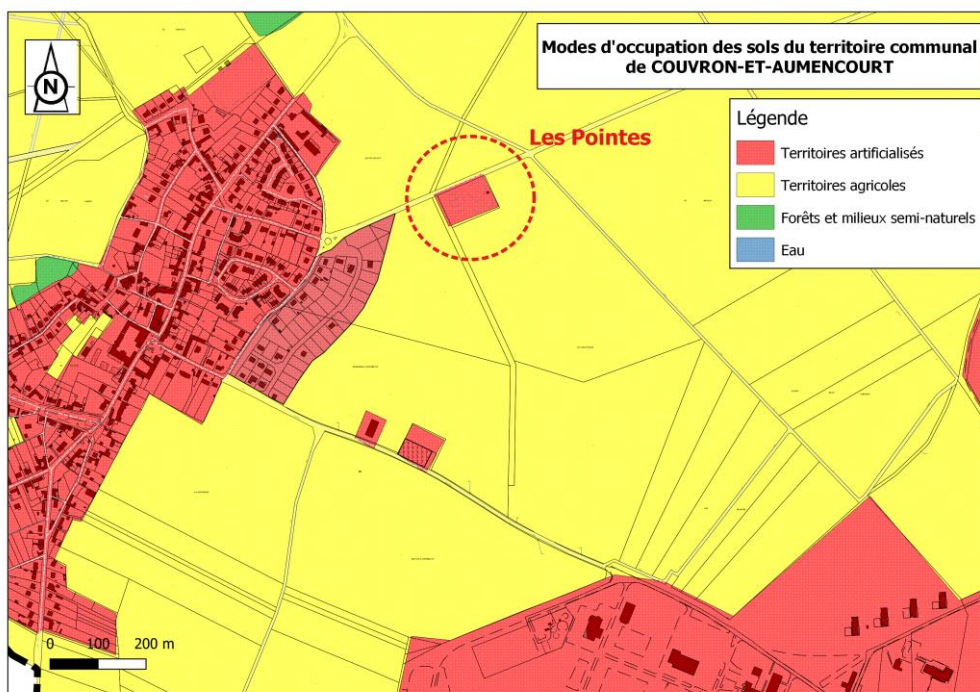 Modes d'occupation des sols du territoire communal
de COUVRON-ET-AUMENCOURT
N
Les Pointes
Légende
Territoires artificialisés
Territoires agricoles
Forêts et milieux semi-naturels
Eau
0 100 200 m